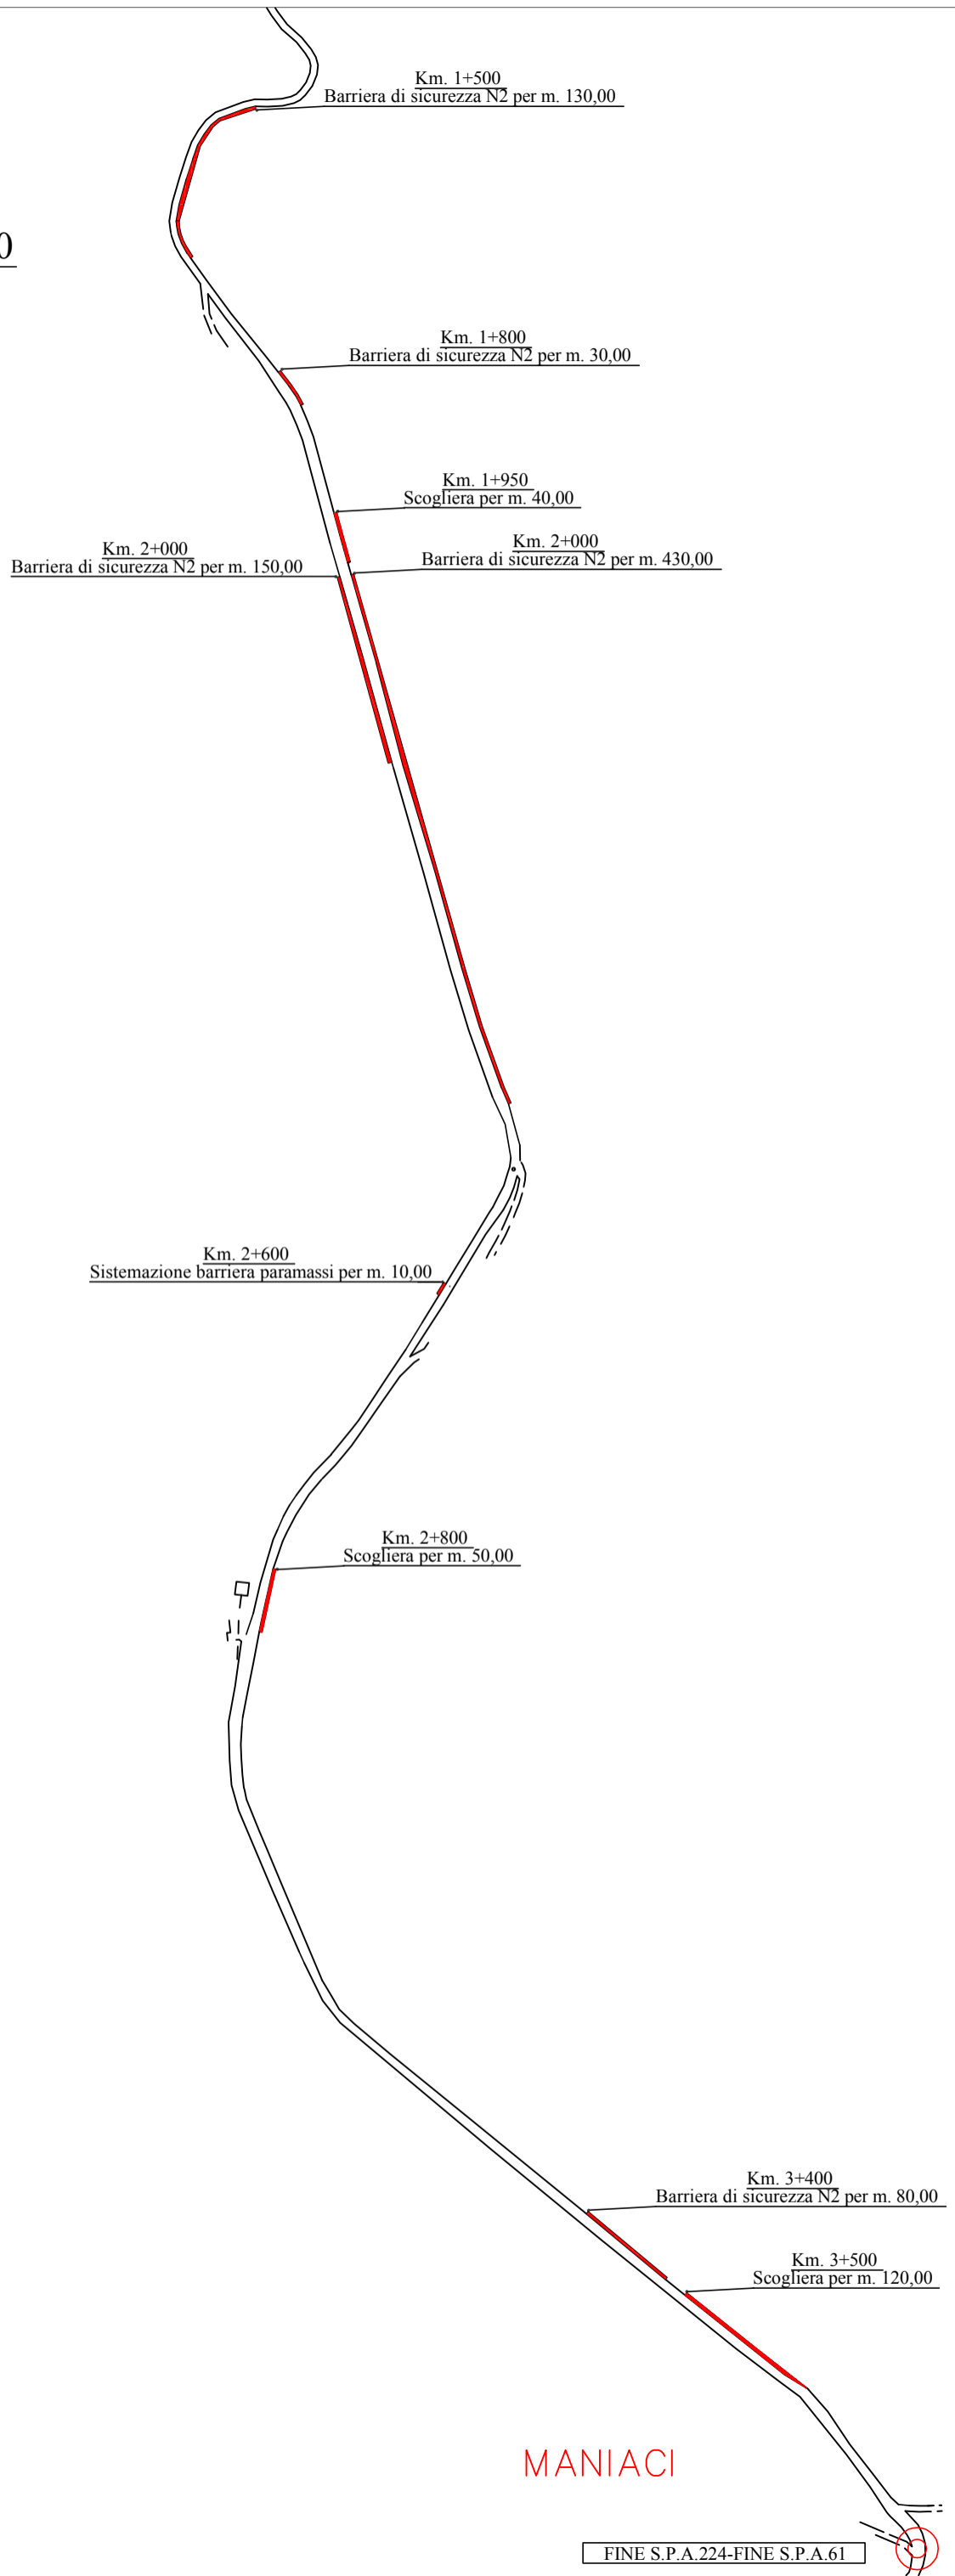 Km. 1+500
Barriera di sicurezza N2 per m. 130,00
0
Km. 1+800
Barriera di sicurezza N2 per m. 30,00
Km. 1+950
Scogliera per m. 40,00
Km. 2+000
Barriera di sicurezza N2 per m. 150,00
Km. 2+000
Barriera di sicurezza N2 per m. 430,00
Km. 2+600
Sistemazione barriera paramassi per m. 10,00
Km. 2+800
Scogliera per m. 50,00
Km. 3+400
Barriera di sicurezza N2 per m. 80,00
Km. 3+500
Scogliera per m. 120,00
MANIACI
FINE S.P.A.224-FINE S.P.A.61